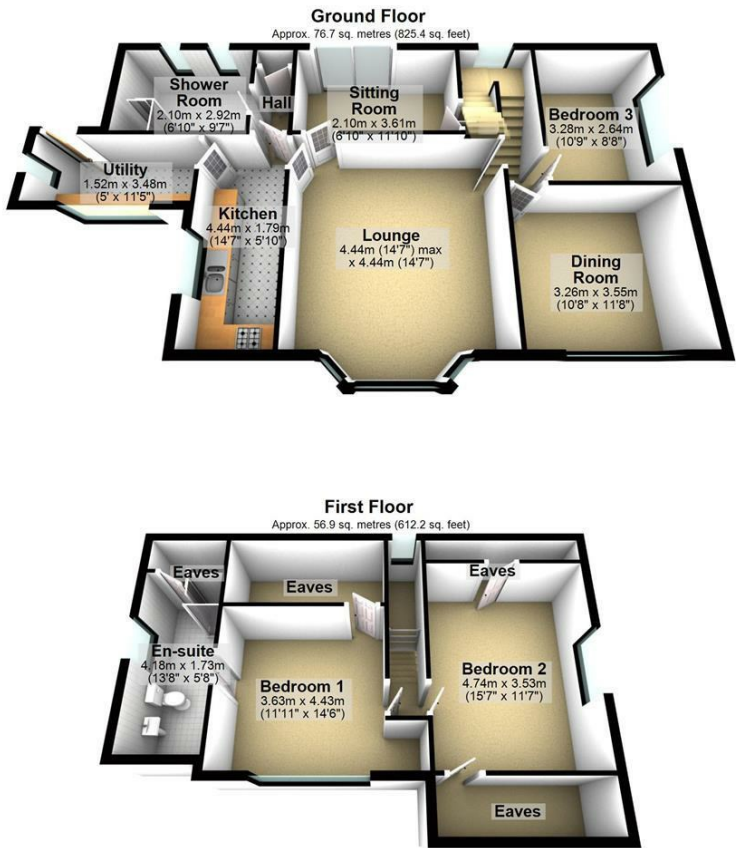 Ground Floor
Approx. 76.7 sq. metres (825.4 sq. feet)
Shower
Room
2.10m x 2.92m
(6'10" x 9'7")
Hall
Sitting
Room
2.10m x 3.61m
(6'10" x 11'10")
Bedroom 3
3.28m x 2.64m
(10'9" x 8'8")
Utility
1.52m x 3.48m
(5' x 11'5")
Kitchen
4.44m x 1.79m
(14'7" x 5'10")
Lounge
4.44m (14'7") max
x 4.44m (14'7")
Dining
Room
3.26m x 3.55m
(10'8" x 11'8")
First Floor
Approx. 56.9 sq. metres (612.2 sq. feet)
Eaves
Eaves
Eaves
En-suite
4.18m x 1.73m
(13'8" x 5'8")
Bedroom 1
3.63m x 4.43m
(11'11" x 14'6")
Bedroom 2
4.74m x 3.53m
(15'7" x 11'7")
Eaves